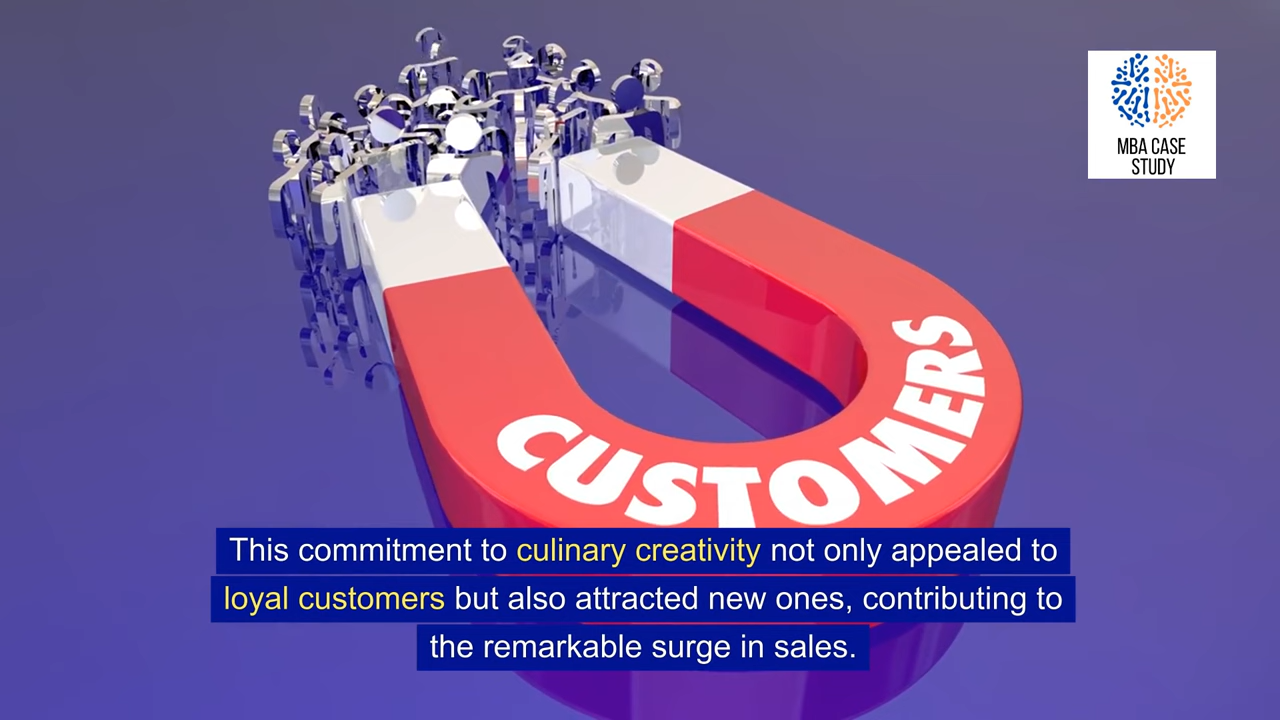 MBA CASE
STUDY
CUSTOMERS
This commitment to culinary creativity not only appealed to
loyal customers but also attracted new ones, contributing to
the remarkable surge in sales.